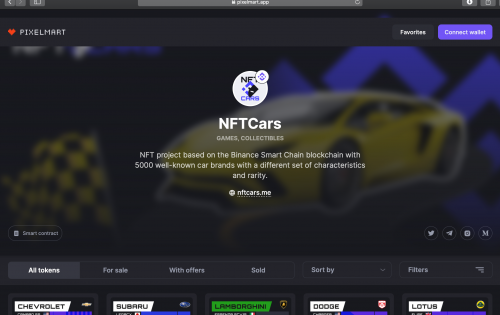 pixelmart.app
PIXELMART
Favorites
Connect wallet
NFT
CARS
NFTCars
GAMES, COLLECTIBLES
NFT project based on the Binance Smart Chain blockchain with
5000 well-known car brands with a different set of characteristics
and rarity.
nftcars.me
Smart contract
All tokens
For sale
With offers
Sold
Sort by
Filters
CHEVROLET
SUBARU
LAMBORGHINI
DODGE
LOTUS